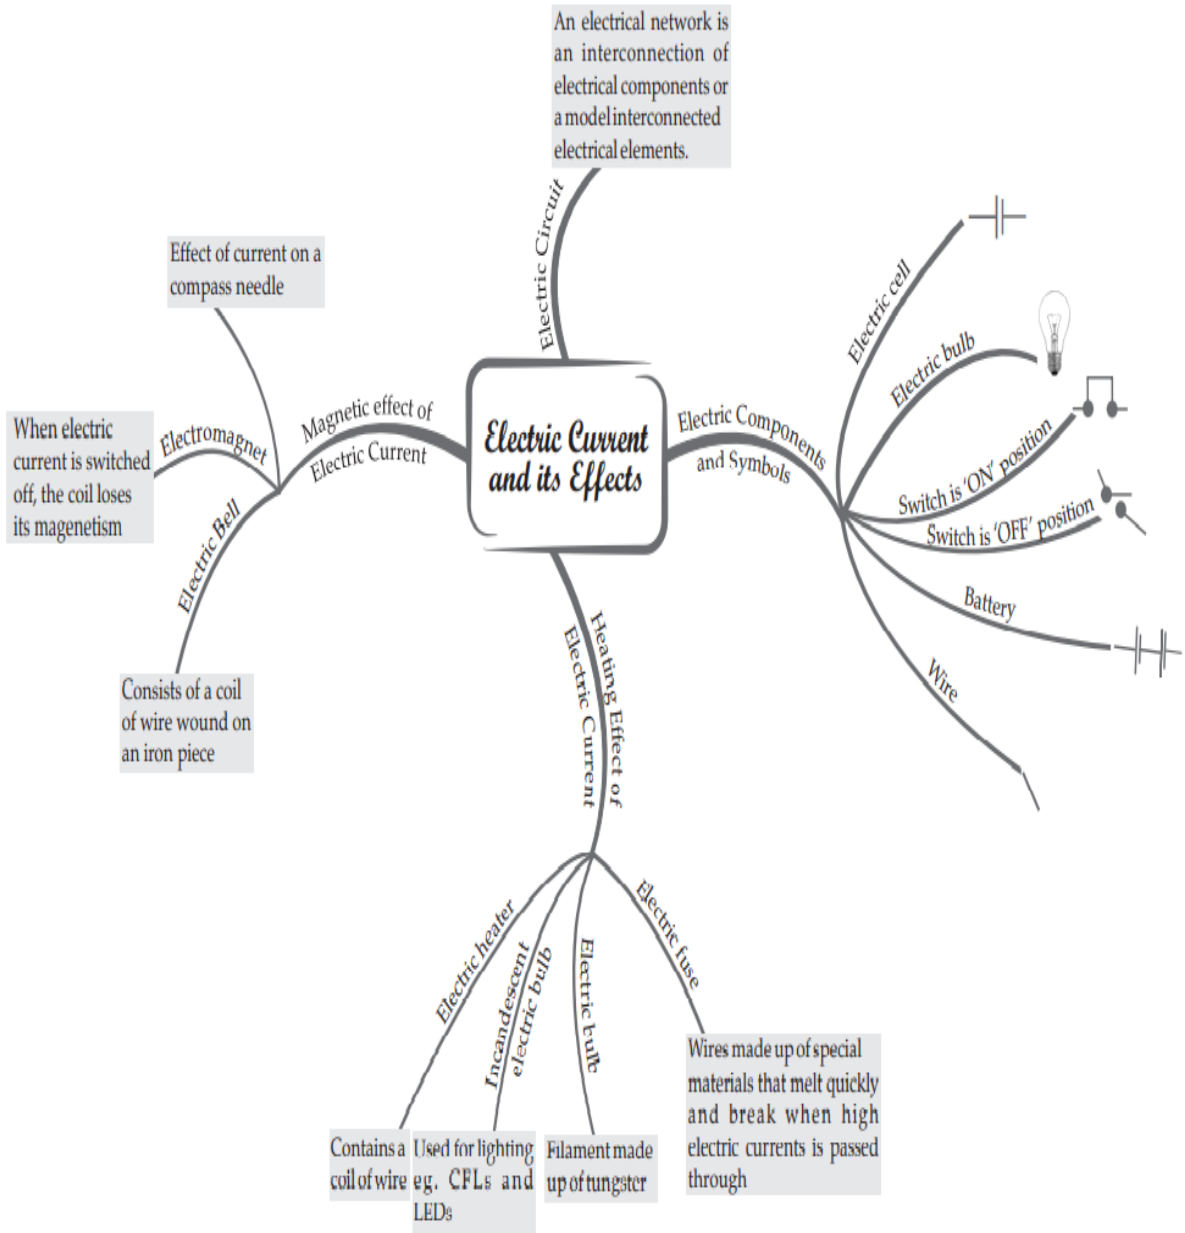 An electrical network is
an interconnection of
electrical components or
a model interconnected
electrical elements.
Electric Circuit
Effect of current on a
compass needle
When electric
current is switched
off, the coil loses
its magenetism
Electromagnet
Magnetic effect of
Electric Current
Electric Bell
Consists of a coil
of wire wound on
an iron piece
Electric Current
and its Effects
Electric Components
and Symbols
Electric cell
Electric bulb
Switch is 'ON' position
Switch is 'OFF' position
Battery
Wire
Heating Effect of
Electric Current
Electric heater
Incandescent
electric bulb
Electric bulb
Electric fuse
Contains a
coil of wire
Used for lighting
eg. CFLs and
LEDs
Filament made
up of tungster
Wires made up of special
materials that melt quickly
and break when high
electric currents is passed
through